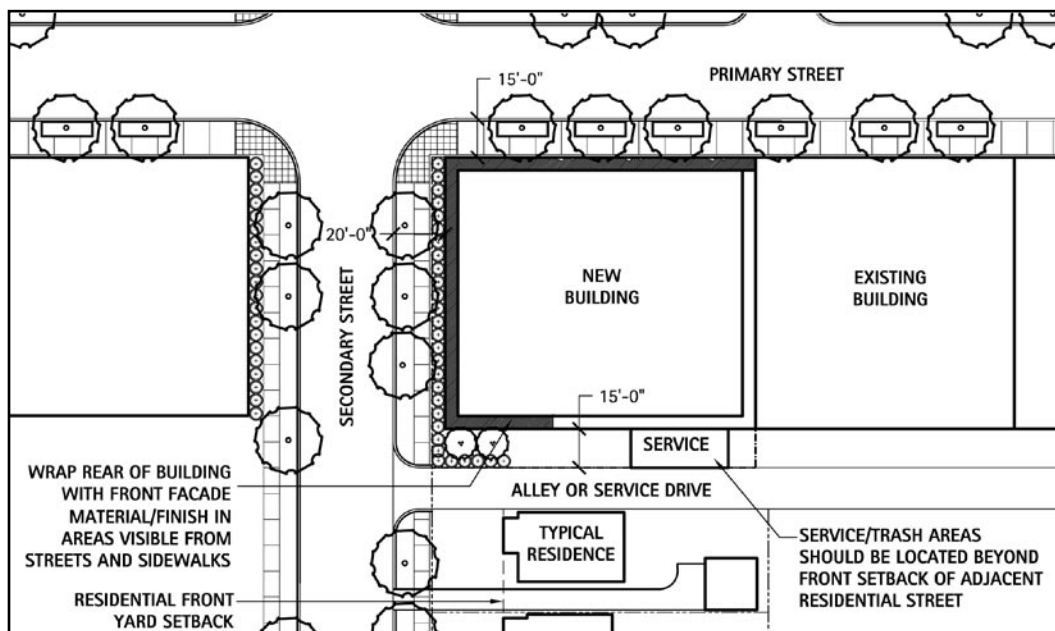 15'-0"
PRIMARY STREET
20'-0"
SECONDARY STREET
NEW
BUILDING
EXISTING
BUILDING
15'-0"
SERVICE
WRAP REAR OF BUILDING
WITH FRONT FACADE
MATERIAL/FINISH IN
AREAS VISIBLE FROM
STREETS AND SIDEWALKS
ALLEY OR SERVICE DRIVE
TYPICAL
RESIDENCE
SERVICE/TRASH AREAS
SHOULD BE LOCATED BEYOND
FRONT SETBACK OF ADJACENT
RESIDENTIAL STREET
RESIDENTIAL FRONT
YARD SETBACK